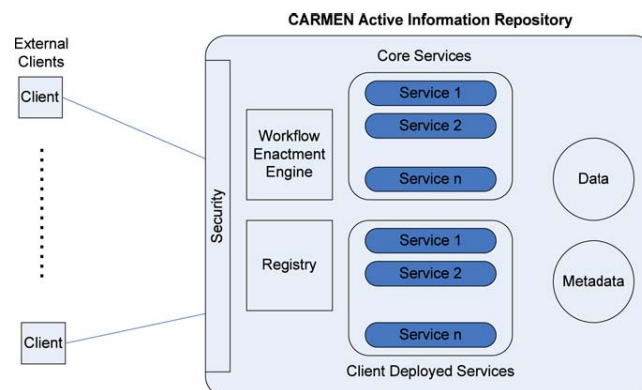 CARMEN Active Information Repository
External
Clients
Client
Client
Security
Workflow
Enactment
Engine
Registry
Core Services
Service 1
Service 2
Service n
Service 1
Service 2
Service n
Client Deployed Services
Data
Metadata